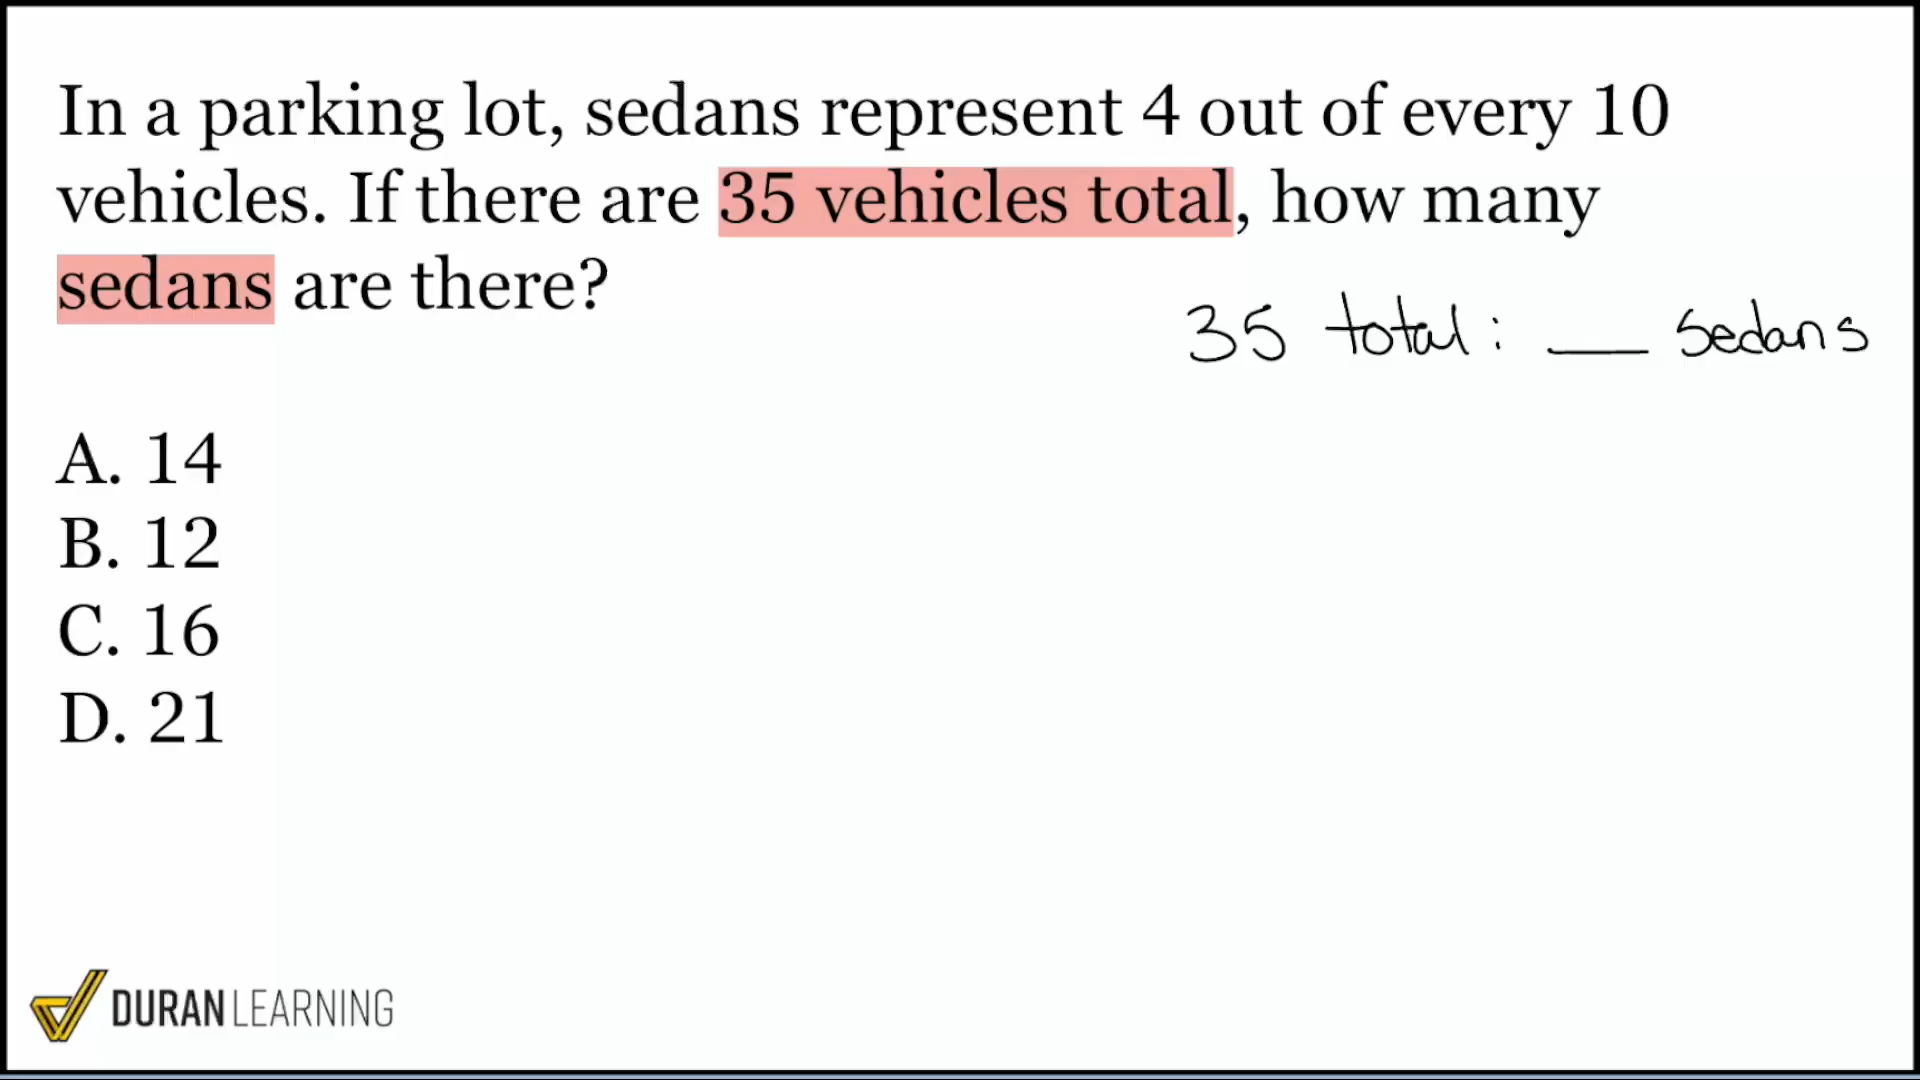 In a parking lot, sedans represent 4 out of every 10
vehicles. If there are 35 vehicles total, how many
sedans are there?
35 total: __ sedans
A. 14
B. 12
C. 16
D. 21
DURAN LEARNING